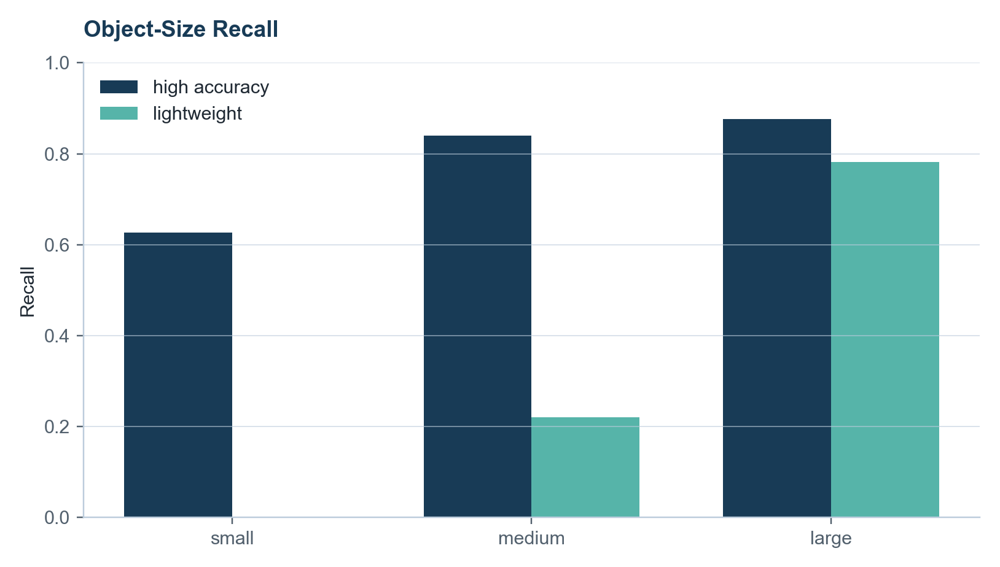 Object-Size Recall
1.0
high accuracy
lightweight
0.8
0.6
Recall
0.4
0.2
0.0
small medium large